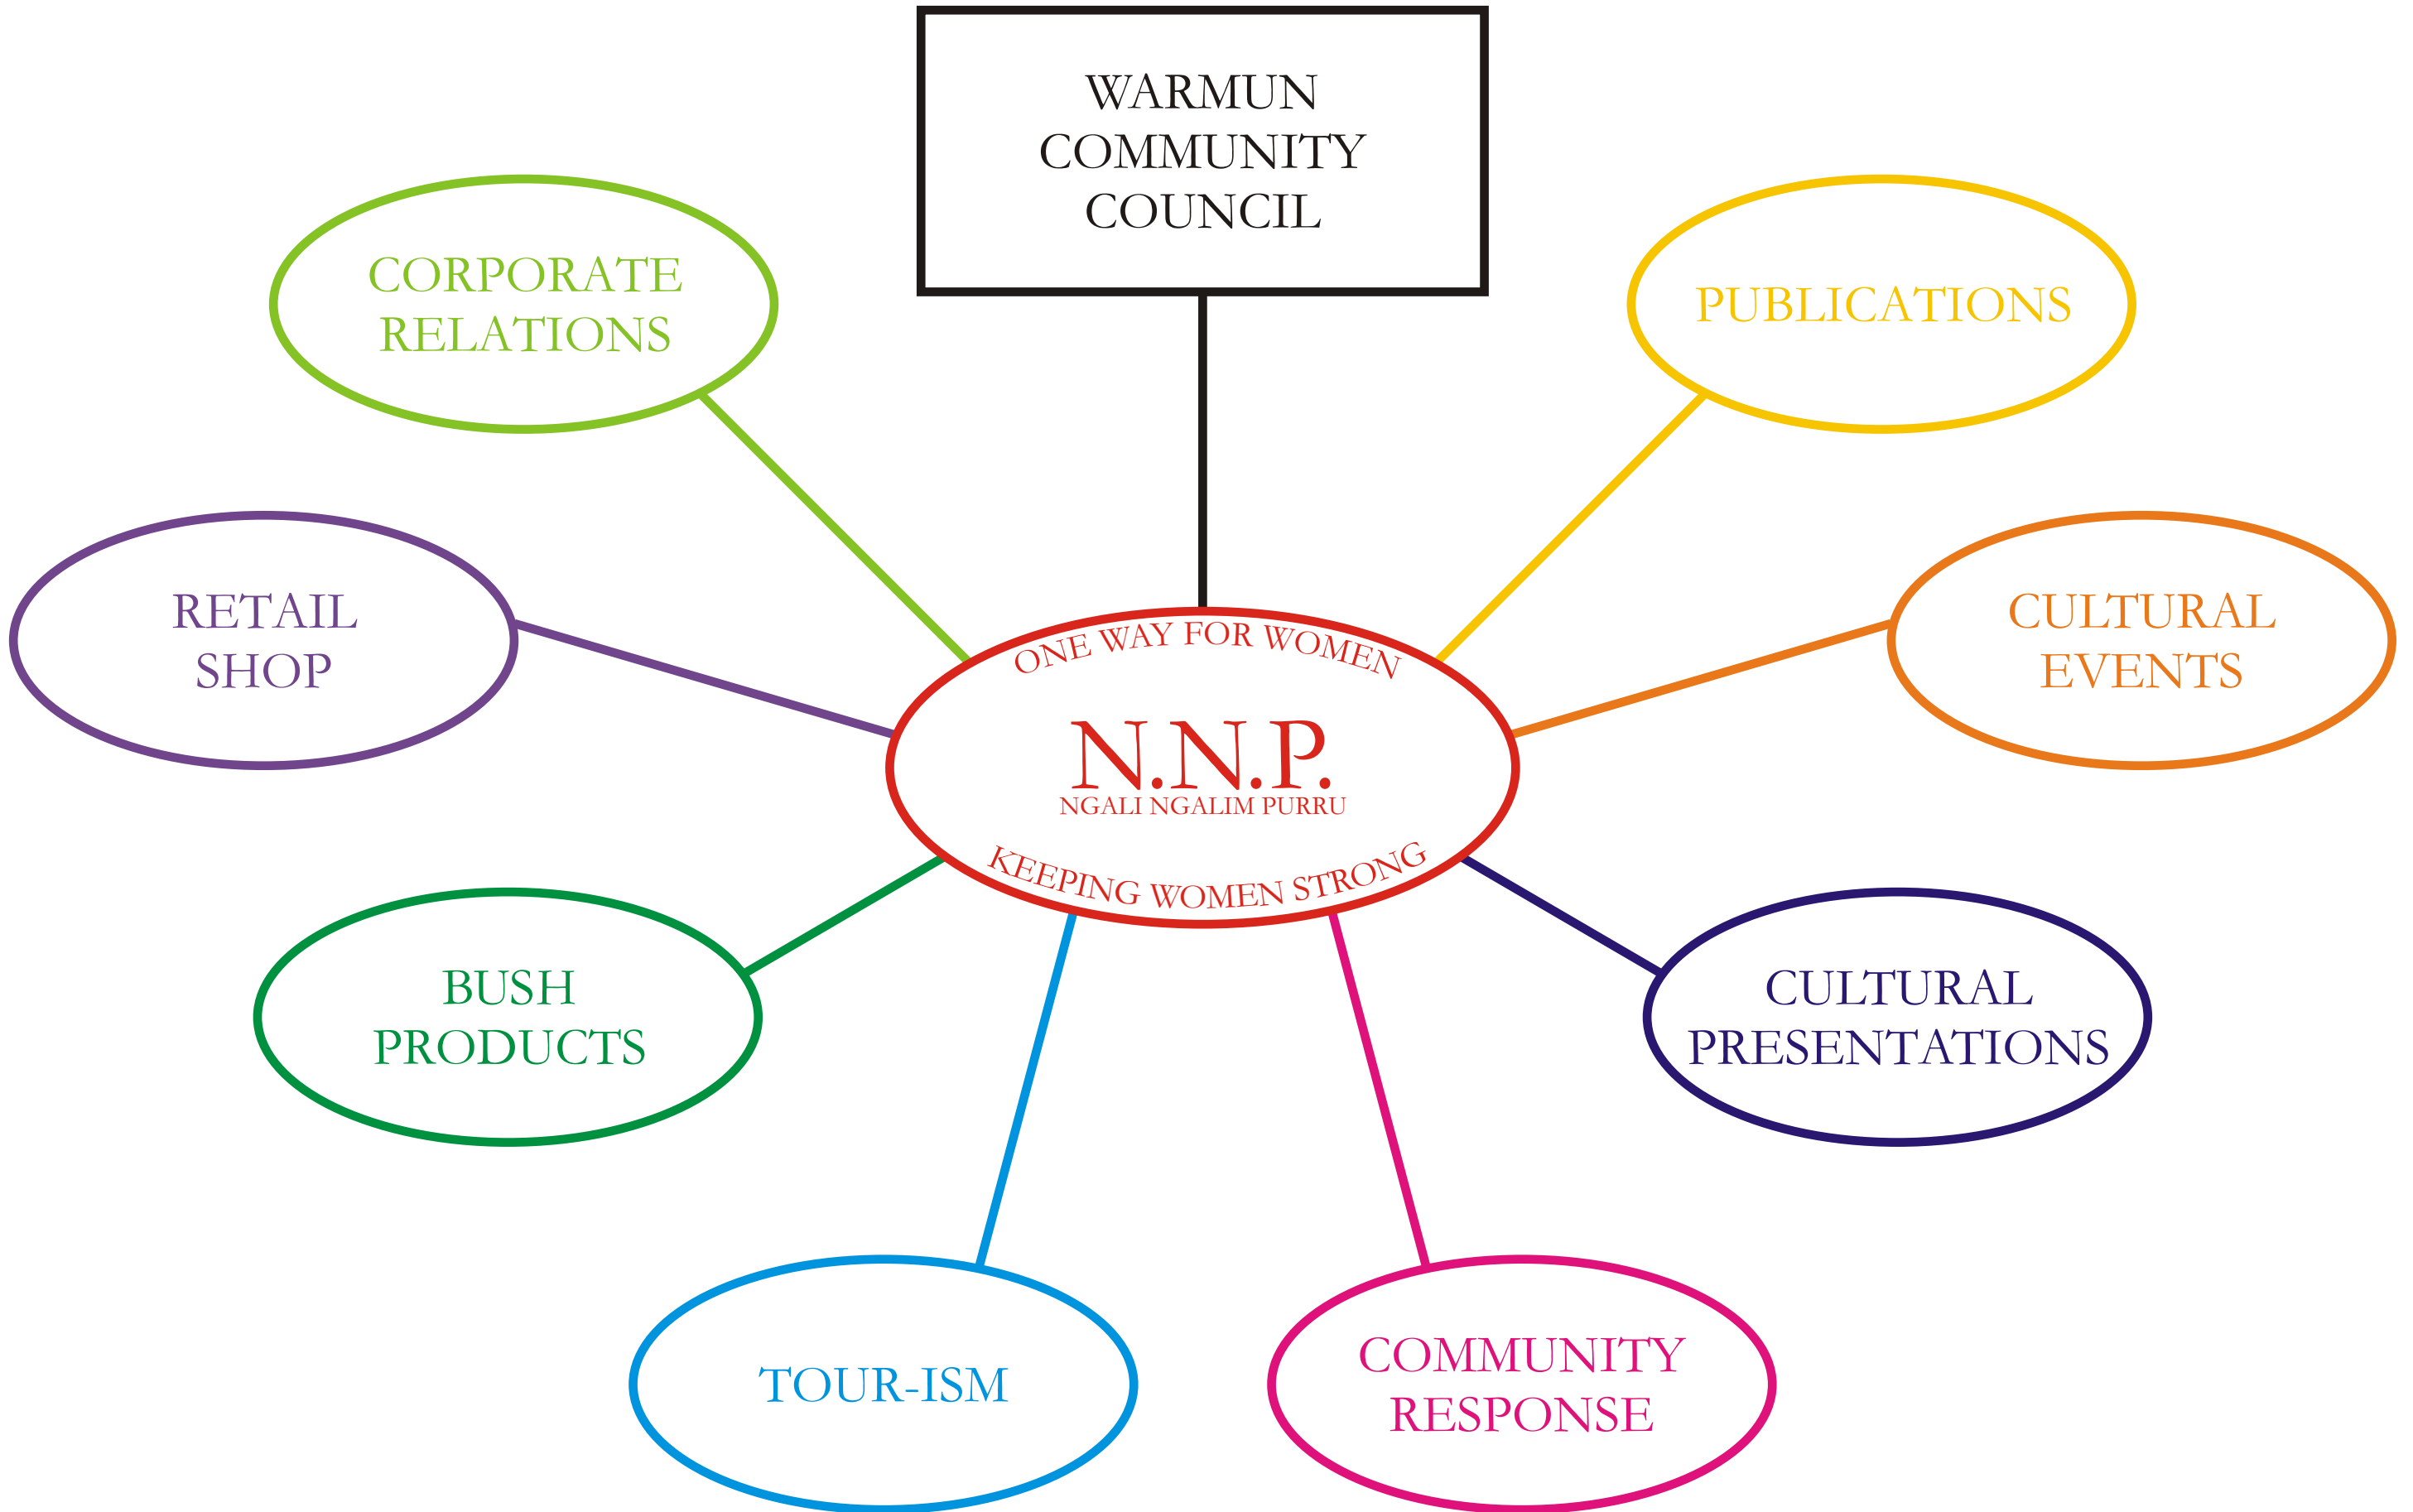 WARMUN
COMMUNITY
COUNCIL
CORPORATE
RELATIONS
PUBLICATIONS
RETAIL
SHOP
CULTURAL
EVENTS
ONE WAY FOR WOMEN
N.N.P.
NGALI NGALIM PURRU
KEEPING WOMEN STRONG
BUSH
PRODUCTS
CULTURAL
PRESENTATIONS
TOUR-ISM
COMMUNITY
RESPONSE